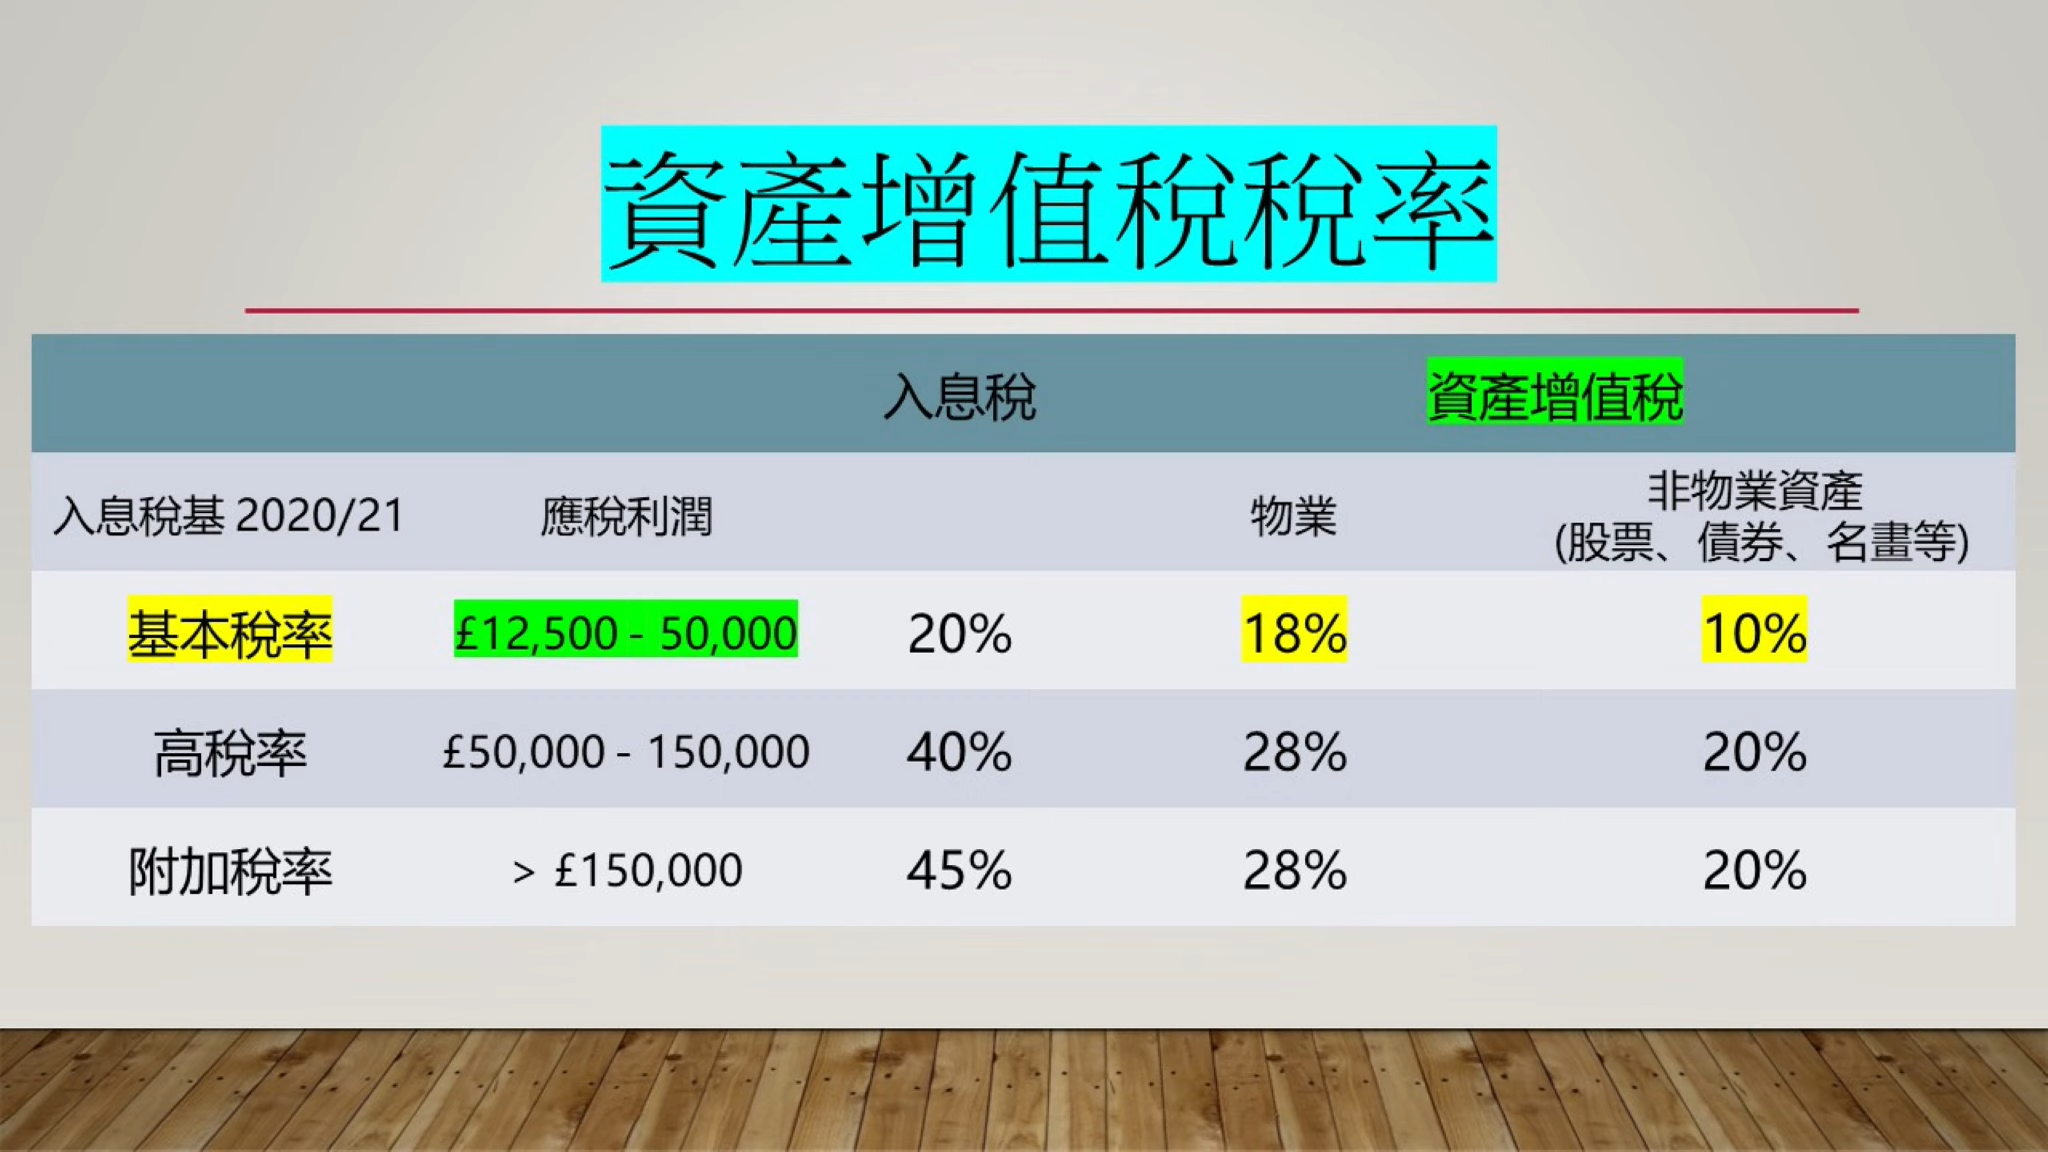 資產增值稅稅率
入息稅 資產增值稅
入息稅基 2020/21 應稅利潤 物業 非物業資產
(股票、債券、名畫等)
基本稅率 £12,500 - 50,000 20% 18% 10%
高稅率 £50,000 - 150,000 40% 28% 20%
附加稅率 > £150,000 45% 28% 20%